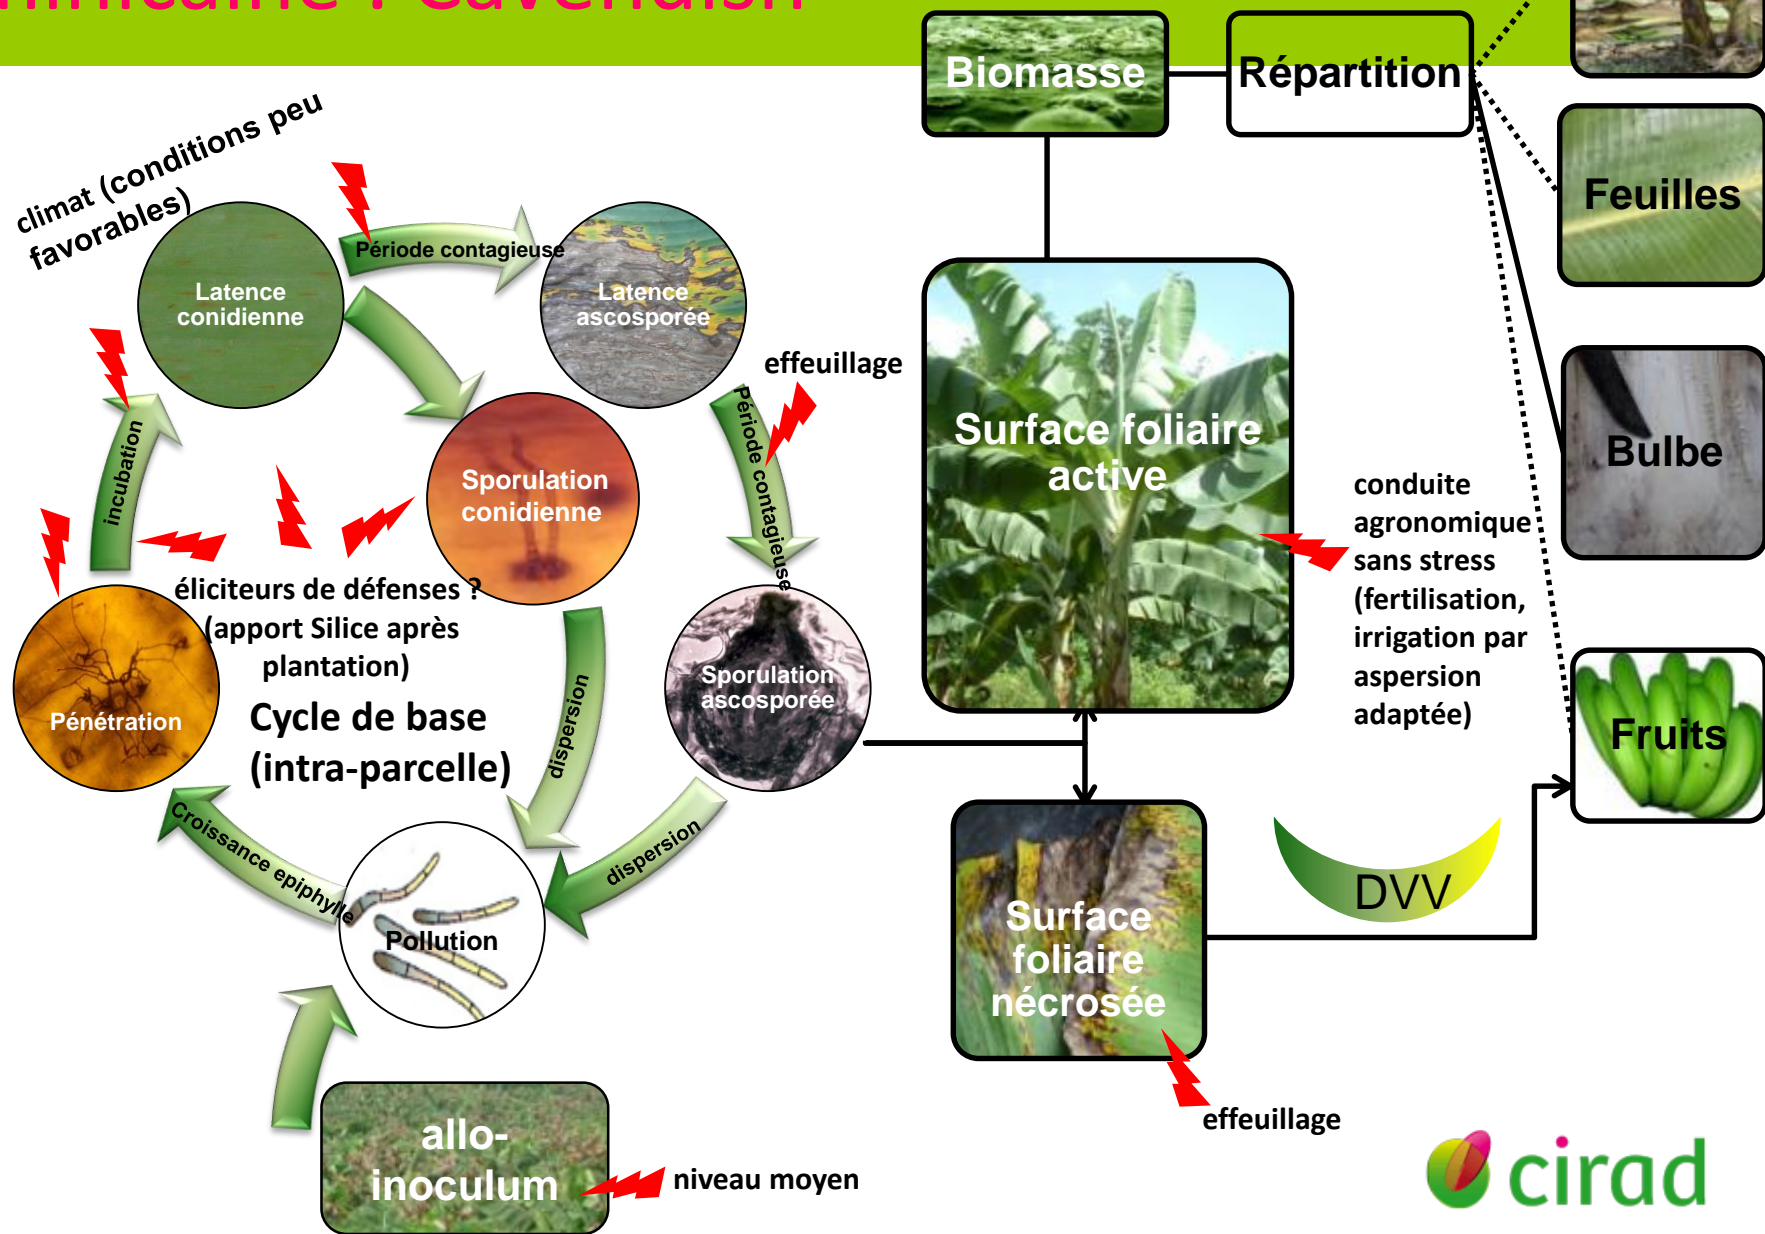 : Cavendish
Biomasse
Répartition
Feuilles
Bulbe
Fruits
climat (conditions peu
favorables)
Latence
conidienne
Période contagieuse
Latence
ascosporée
effeuillage
Période contagieuse
incubation
Sporulation
conidienne
éliciteurs de défenses ?
(apport Silice après
plantation)
Pénétration
Cycle de base
(intra-parcelle)
dispersion
Sporulation
ascosporée
dispersion
Croissance epiphylle
Pollution
allo-
inoculum
niveau moyen
Surface foliaire
active
conduite
agronomique
sans stress
(fertilisation,
irrigation par
aspersion
adaptée)
Surface
foliaire
nécrosée
DVV
effeuillage
cirad